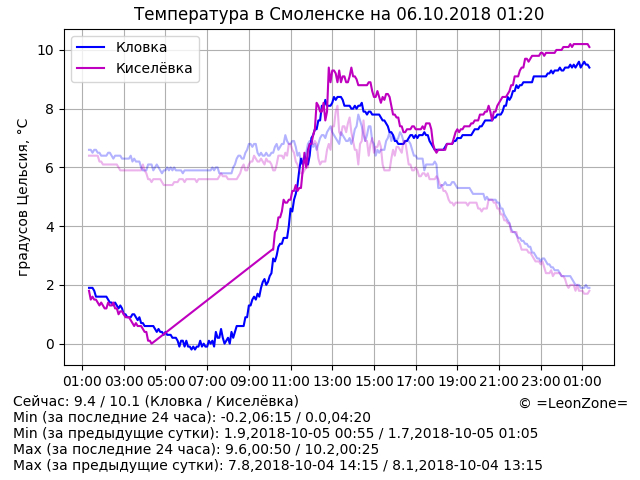 Температура в Смоленске на 06.10.2018 01:20
Кловка
Киселёвка
градусов Цельсия, °C
10
8
6
4
2
0
01:00 03:00 05:00 07:00 09:00 11:00 13:00 15:00 17:00 19:00 21:00 23:00 01:00
Сейчас: 9.4 / 10.1 (Кловка / Киселёвка)
© =LeonZone=
Min (за последние 24 часа): -0.2,06:15 / 0.0,04:20
Min (за предыдущие сутки): 1.9,2018-10-05 00:55 / 1.7,2018-10-05 01:05
Max (за последние 24 часа): 9.6,00:50 / 10.2,00:25
Max (за предыдущие сутки): 7.8,2018-10-04 14:15 / 8.1,2018-10-04 13:15